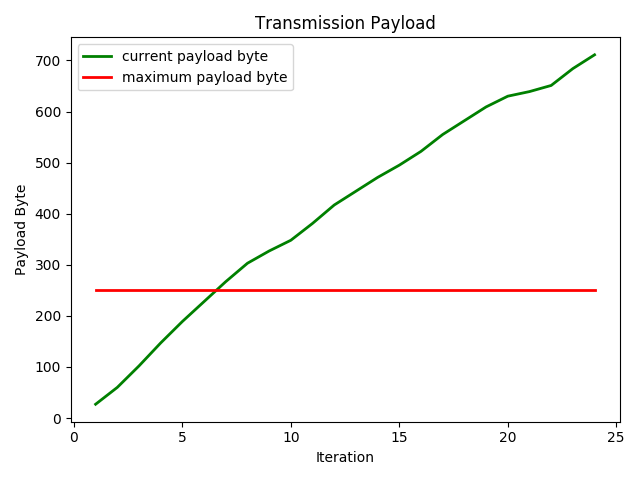 Transmission Payload
current payload byte
maximum payload byte
Payload Byte
700
600
500
400
300
200
100
0
0 5 10 15 20 25
Iteration